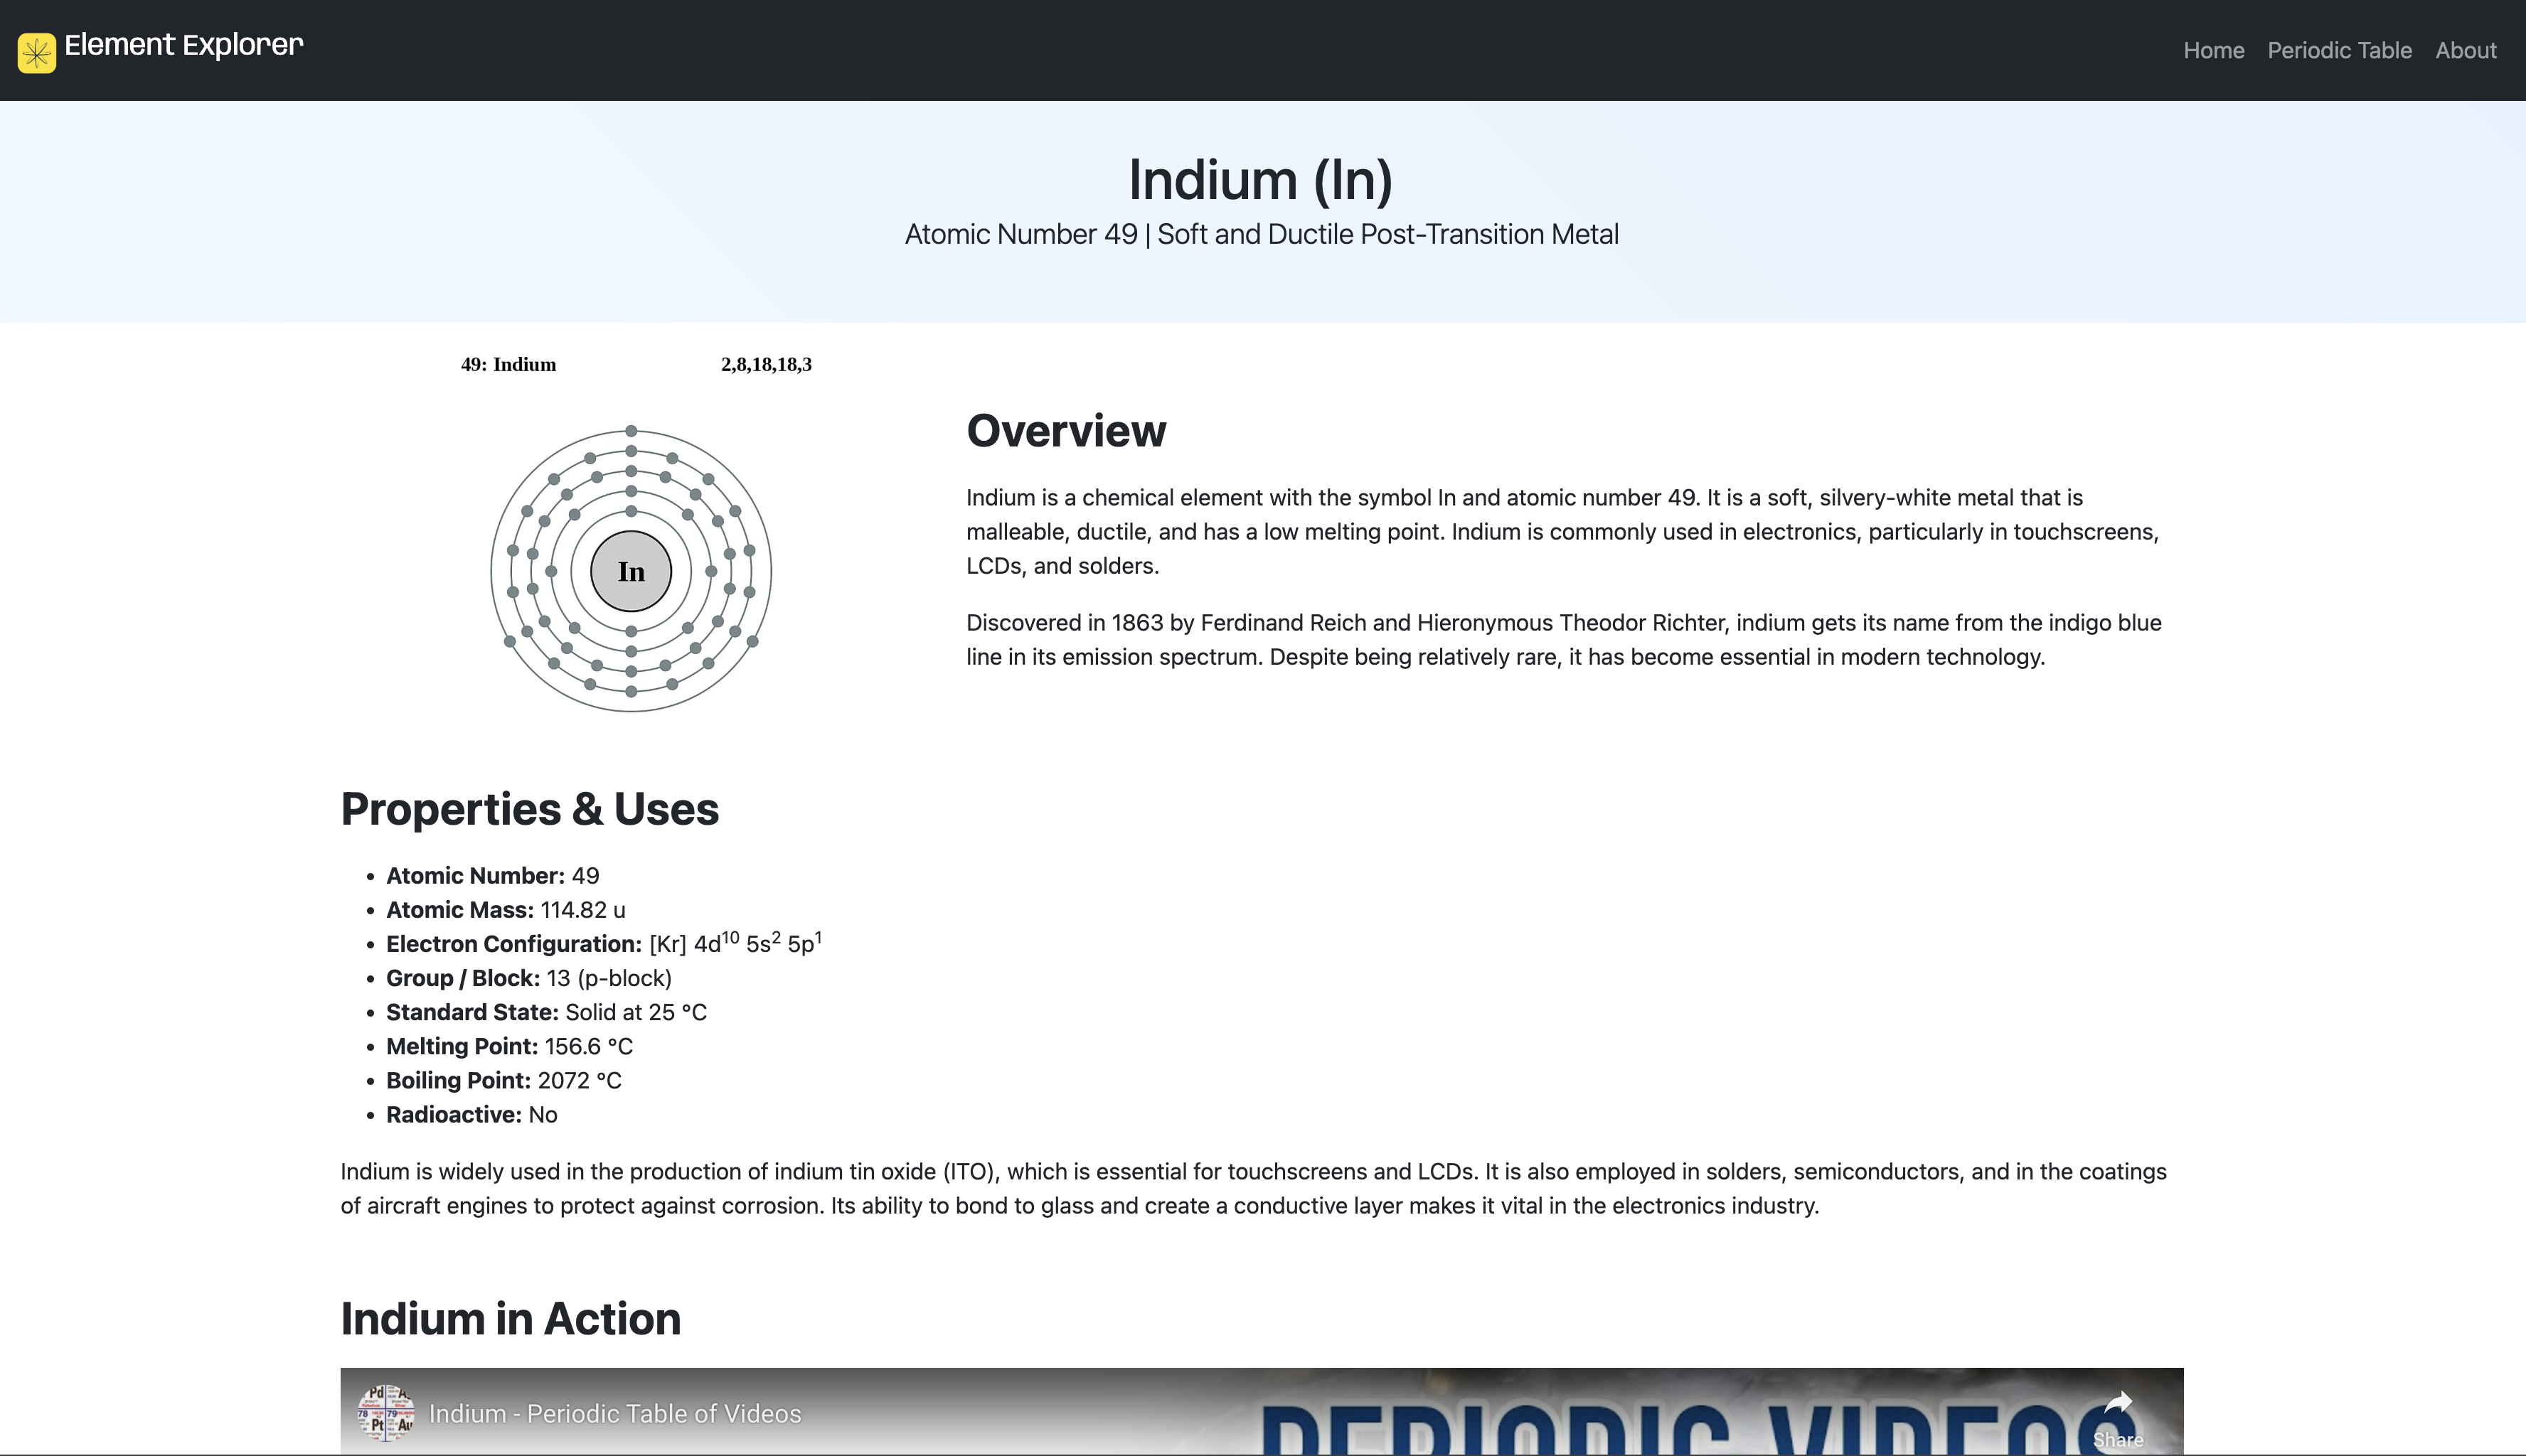 Element Explorer
Home Periodic Table About
Indium (In)
Atomic Number 49 | Soft and Ductile Post-Transition Metal
49: Indium 2,8,18,18,3
In
Overview
Indium is a chemical element with the symbol In and atomic number 49. It is a soft, silvery-white metal that is
malleable, ductile, and has a low melting point. Indium is commonly used in electronics, particularly in touchscreens,
LCDs, and solders.
Discovered in 1863 by Ferdinand Reich and Hieronymous Theodor Richter, indium gets its name from the indigo blue
line in its emission spectrum. Despite being relatively rare, it has become essential in modern technology.
Properties & Uses
• Atomic Number: 49
• Atomic Mass: 114.82 u
• Electron Configuration: [Kr] 4d¹⁰ 5s² 5p¹
• Group / Block: 13 (p-block)
• Standard State: Solid at 25 °C
• Melting Point: 156.6 °C
• Boiling Point: 2072 °C
• Radioactive: No
Indium is widely used in the production of indium tin oxide (ITO), which is essential for touchscreens and LCDs. It is also employed in solders, semiconductors, and in the coatings
of aircraft engines to protect against corrosion. Its ability to bond to glass and create a conductive layer makes it vital in the electronics industry.
Indium in Action
Pd
78 79
Pt Au
Indium - Periodic Table of Videos
PERIODIC VIDEOS
Share